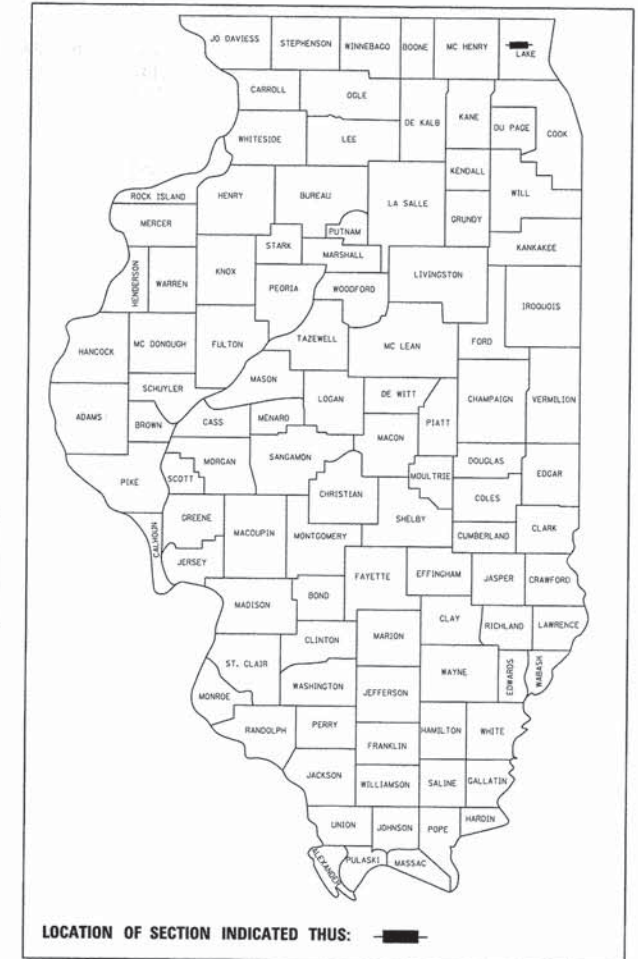 JO DAVIESS
STEPHENSON
WINNEBAGO
BOONE
MC HENRY
LAKE
CARROLL
OGLE
DE KALB
KANE
DU PAGE
COOK
WHITESIDE
LEE
KENDALL
WILL
ROCK ISLAND
HENRY
BUREAU
LA SALLE
GRUNDY
MERCER
PUTNAM
STARK
MARSHALL
KANKAKEE
HENDERSON
WARREN
KNOX
PEORIA
WOODFORD
LIVINGSTON
IROQUOIS
HANCOCK
MC DONOUGH
FULTON
TAZEWELL
MC LEAN
FORD
MASON
SCHUYLER
LOGAN
DE WITT
CHAMPAIGN
VERMILION
ADAMS
BROWN
CASS
MENARD
MACON
PIATT
PIKE
SCOTT
MORGAN
SANGAMON
CHRISTIAN
MOULTRIE
DOUGLAS
EDGAR
COLES
CALHOUN
GREENE
MACOUPIN
MONTGOMERY
SHELBY
CUMBERLAND
CLARK
JERSEY
FAYETTE
EFFINGHAM
JASPER
CRAWFORD
MADISON
BOND
CLAY
RICHLAND
LAWRENCE
CLINTON
MARION
ST. CLAIR
WAYNE
EDWARDS
WABASH
MONROE
WASHINGTON
JEFFERSON
RANDOLPH
PERRY
HAMILTON
WHITE
FRANKLIN
JACKSON
WILLIAMSON
SALINE
GALLATIN
UNION
JOHNSON
POPE
HARDIN
ALEXANDER
PULASKI
MASSAC
LOCATION OF SECTION INDICATED THUS: